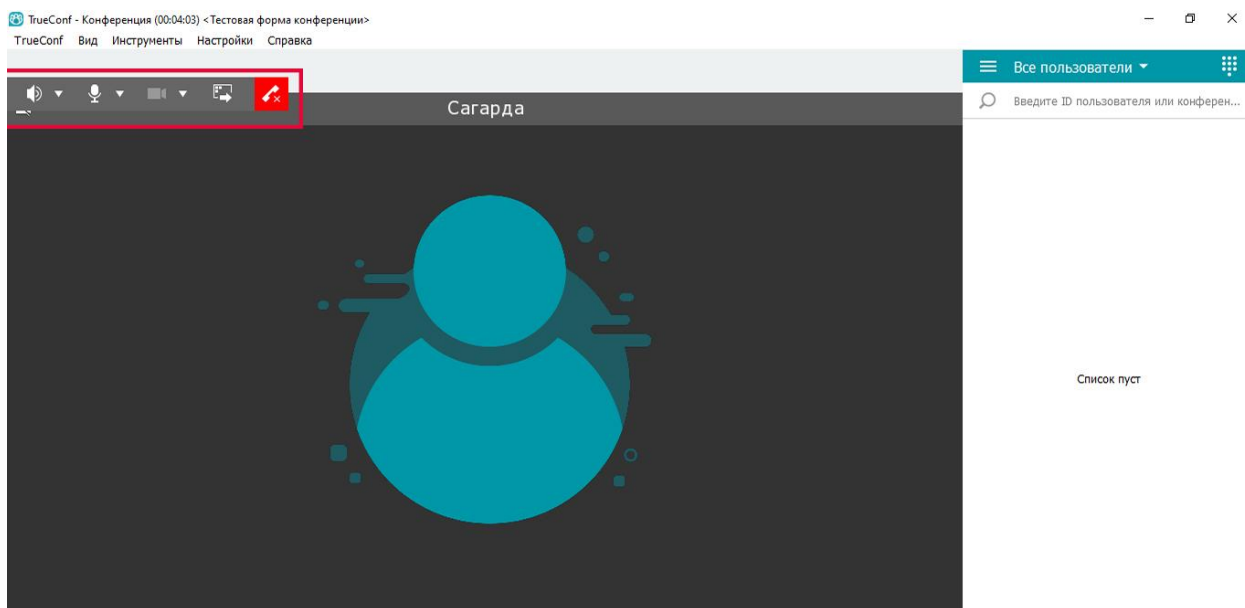 TrueConf - Конференция (00:04:03) <Тестовая форма конференции>
TrueConf Вид Инструменты Настройки Справка
Все пользователи
Введите ID пользователя или конферен...
Сагарда
Список пуст